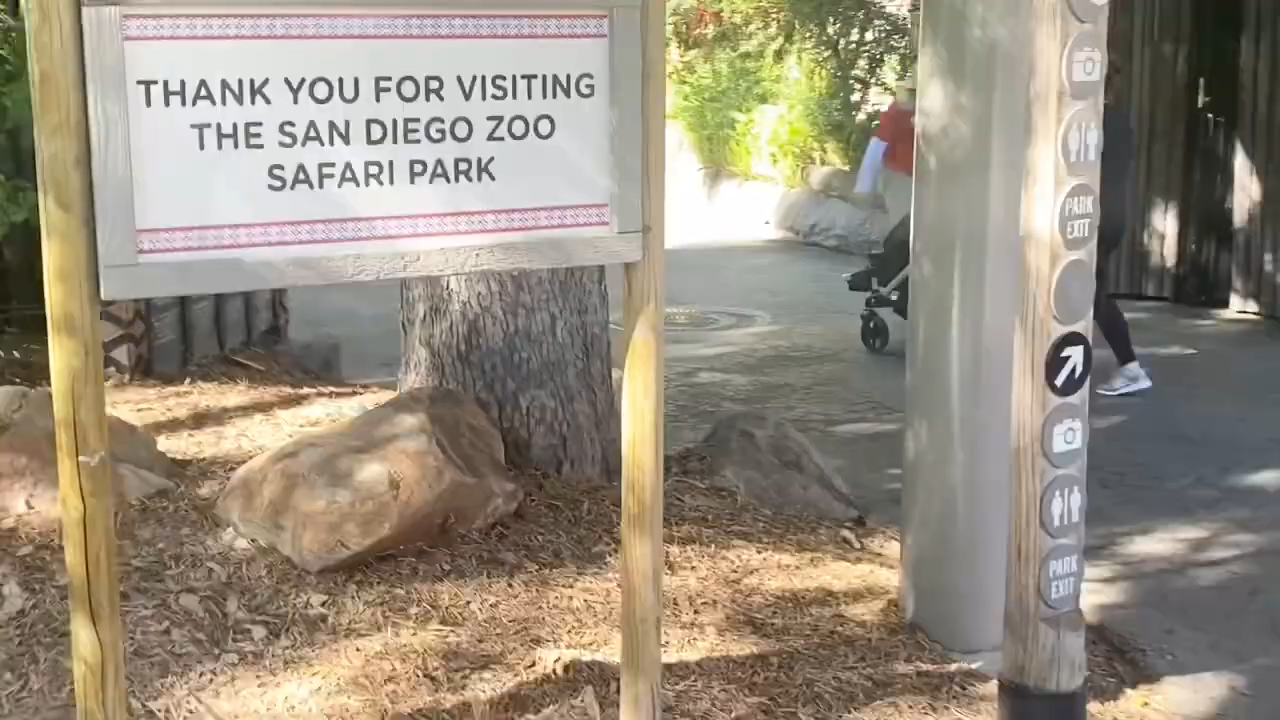 THANK YOU FOR VISITING
THE SAN DIEGO ZOO
SAFARI PARK
PARK
EXIT
PARK
EXIT